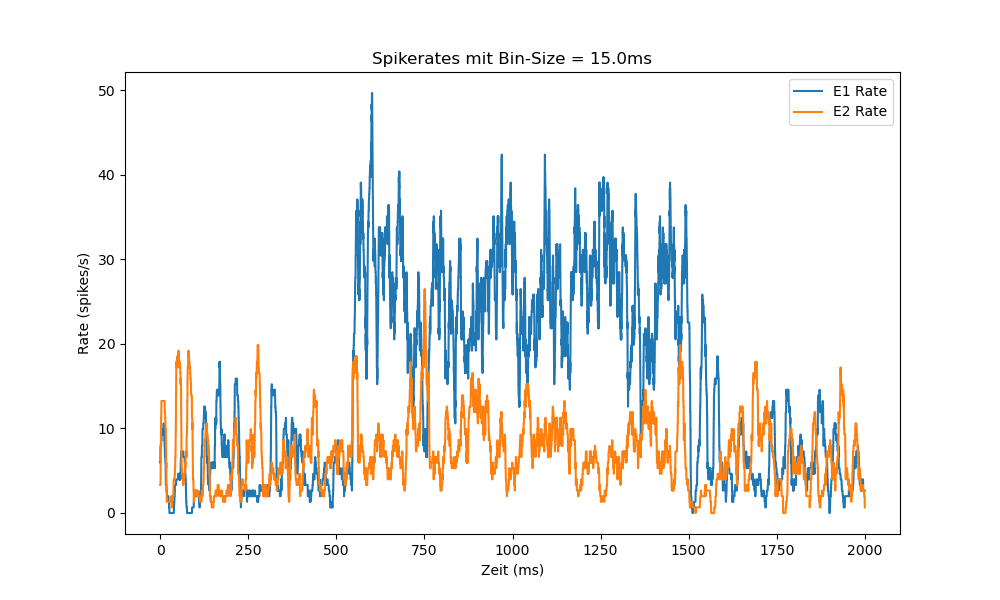 Spikerates mit Bin-Size = 15.0ms
E1 Rate
E2 Rate
Rate (spikes/s)
50
40
30
20
10
0
0 250 500 750 1000 1250 1500 1750 2000
Zeit (ms)